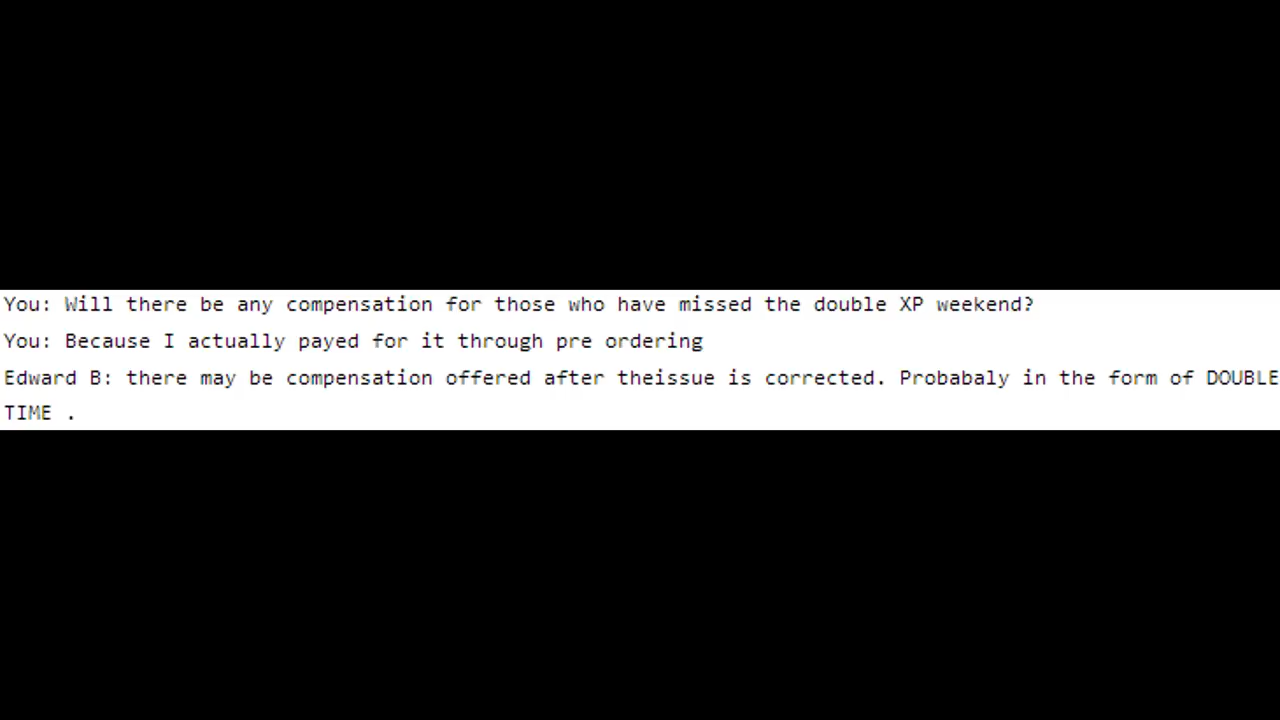 You: Will there be any compensation for those who have missed the double XP weekend?
You: Because I actually payed for it through pre ordering
Edward B: there may be compensation offered after theissue is corrected. Probabaly in the form of DOUBLE
TIME .